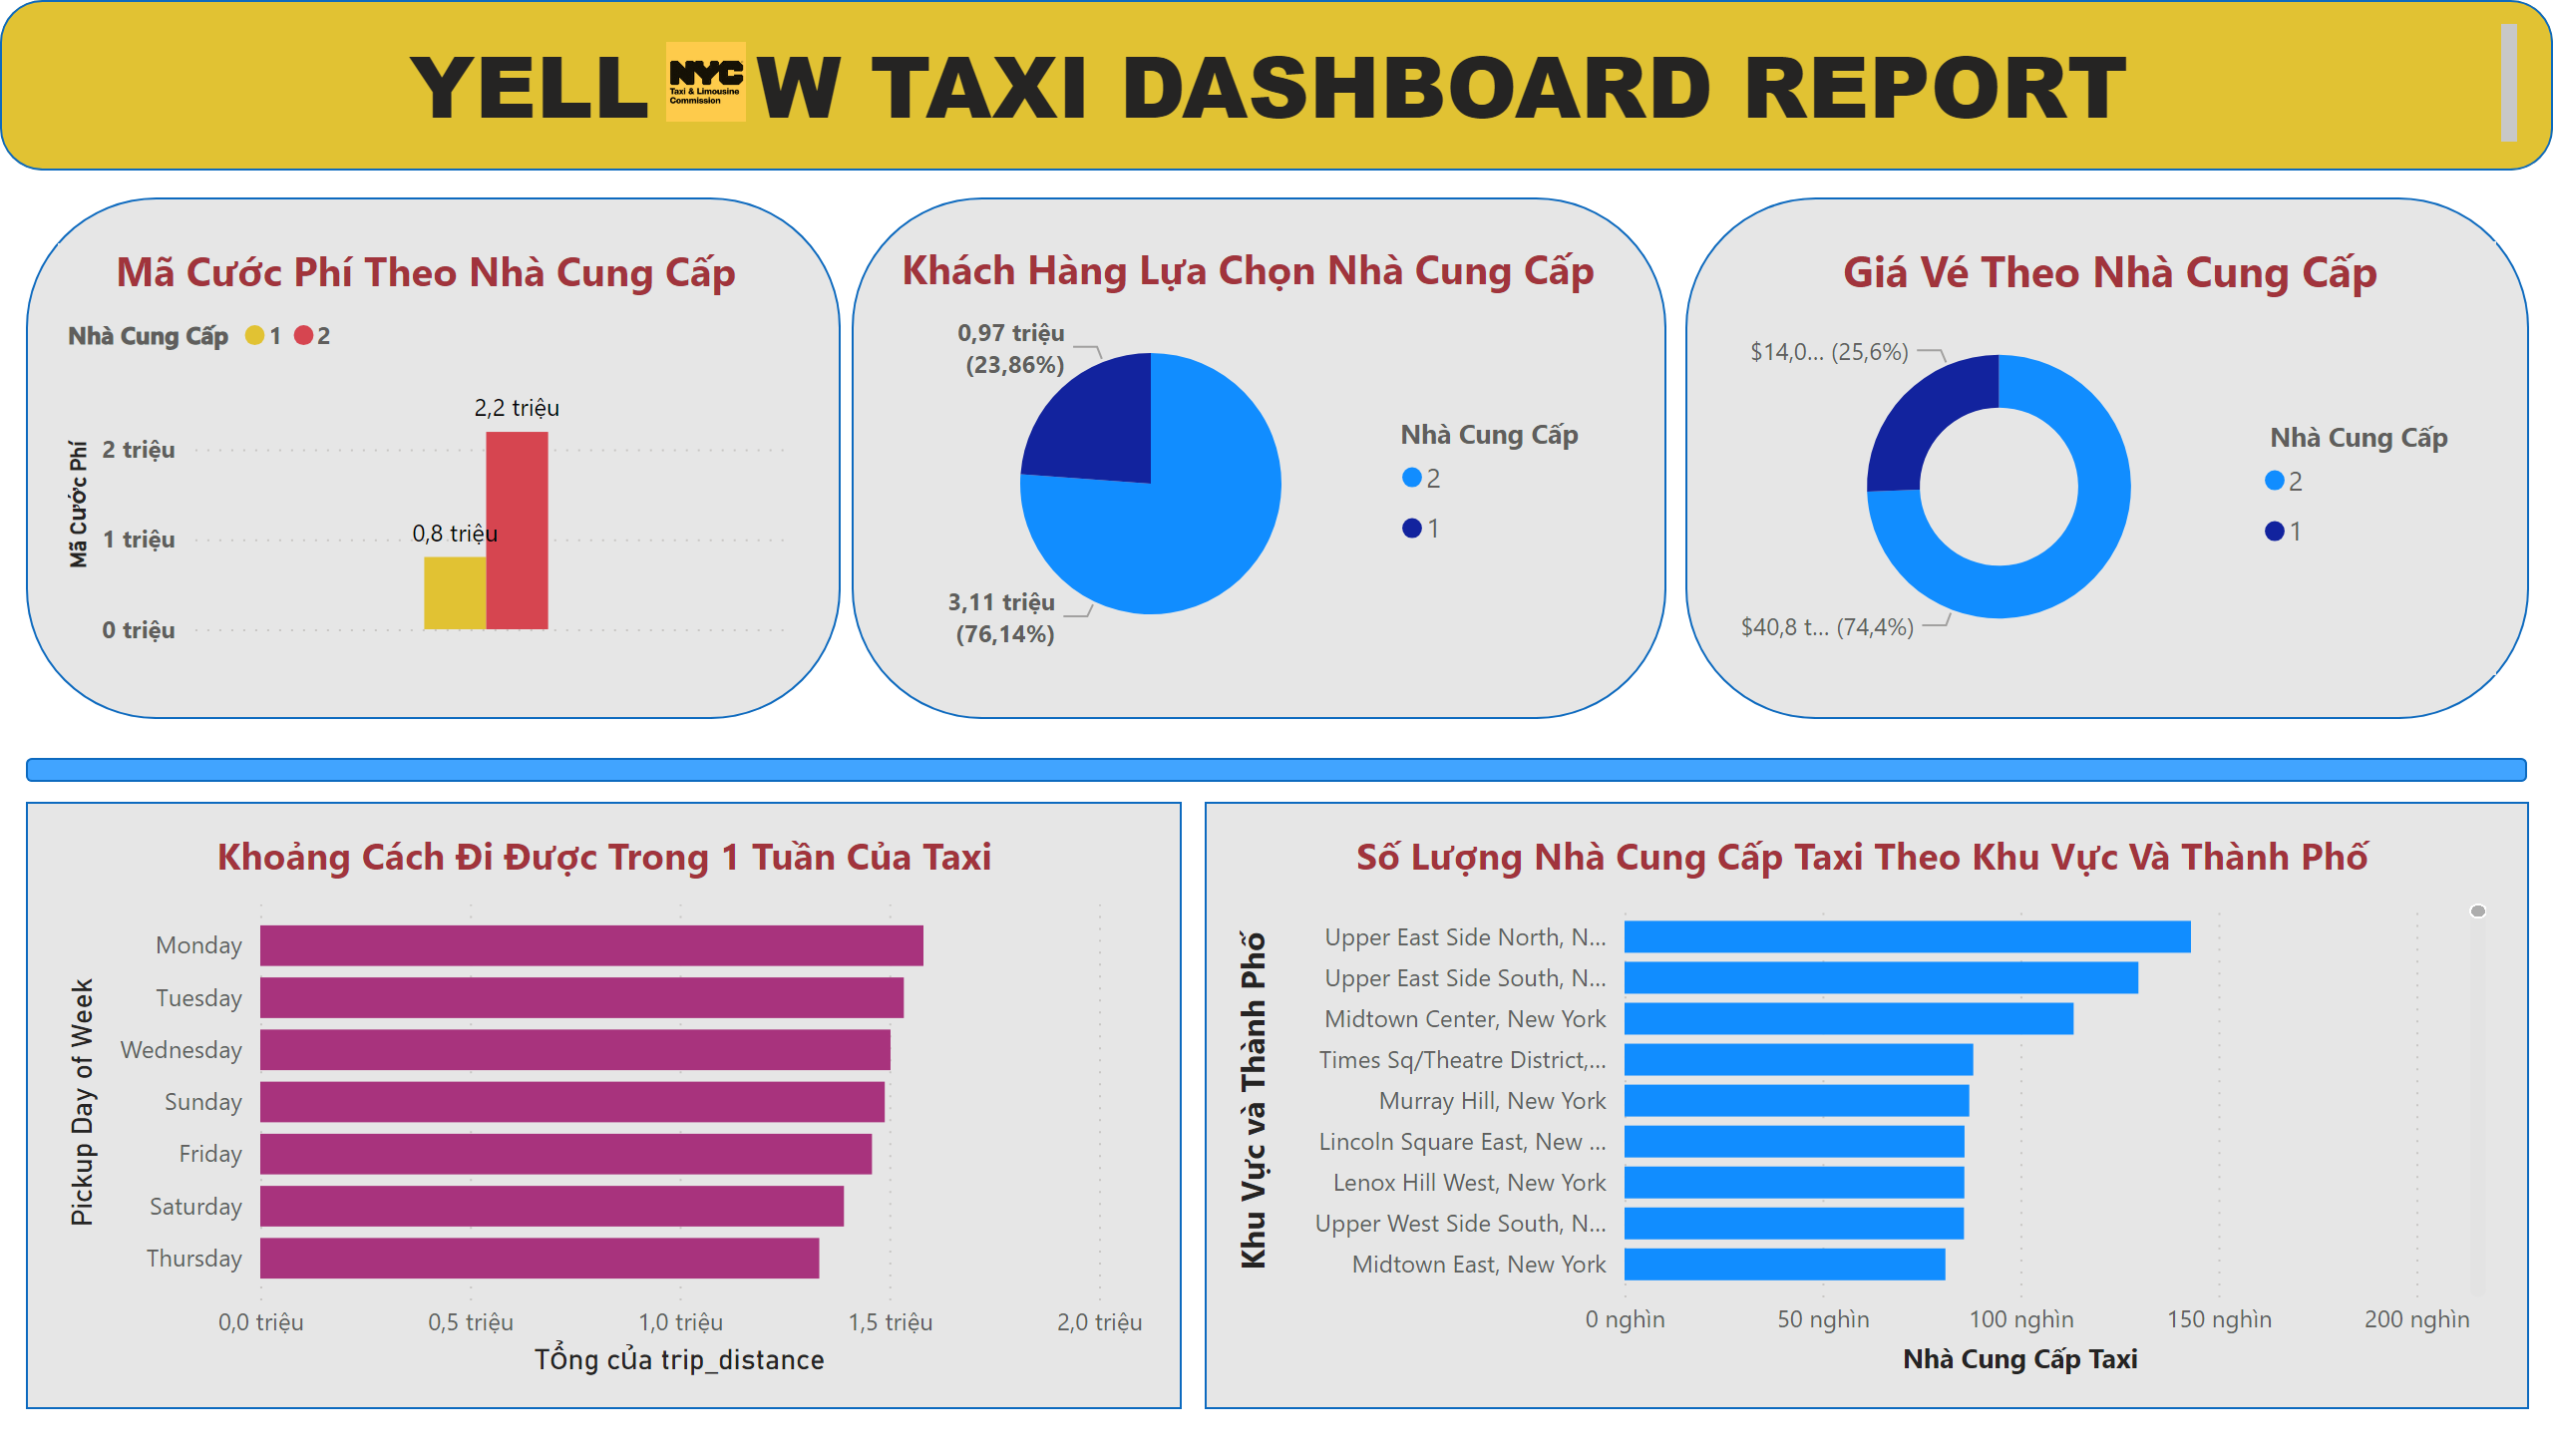 YELL W TAXI DASHBOARD REPORT
NYC
Taxi & Limousine
Commission
Mã Cước Phí Theo Nhà Cung Cấp
Nhà Cung Cấp 1 2
Mã Cước Phí
2 triệu
1 triệu
0 triệu
0,8 triệu
2,2 triệu
Khách Hàng Lựa Chọn Nhà Cung Cấp
0,97 triệu
(23,86%)
3,11 triệu
(76,14%)
Nhà Cung Cấp
2
1
Giá Vé Theo Nhà Cung Cấp
$14,0... (25,6%)
$40,8 t... (74,4%)
Nhà Cung Cấp
2
1
Khoảng Cách Đi Được Trong 1 Tuần Của Taxi
Pickup Day of Week
Monday
Tuesday
Wednesday
Sunday
Friday
Saturday
Thursday
0,0 triệu 0,5 triệu 1,0 triệu 1,5 triệu 2,0 triệu
Tổng của trip_distance
Số Lượng Nhà Cung Cấp Taxi Theo Khu Vực Và Thành Phố
Khu Vực và Thành Phố
Upper East Side North, N...
Upper East Side South, N...
Midtown Center, New York
Times Sq/Theatre District,...
Murray Hill, New York
Lincoln Square East, New ...
Lenox Hill West, New York
Upper West Side South, N...
Midtown East, New York
0 nghìn 50 nghìn 100 nghìn 150 nghìn 200 nghìn
Nhà Cung Cấp Taxi